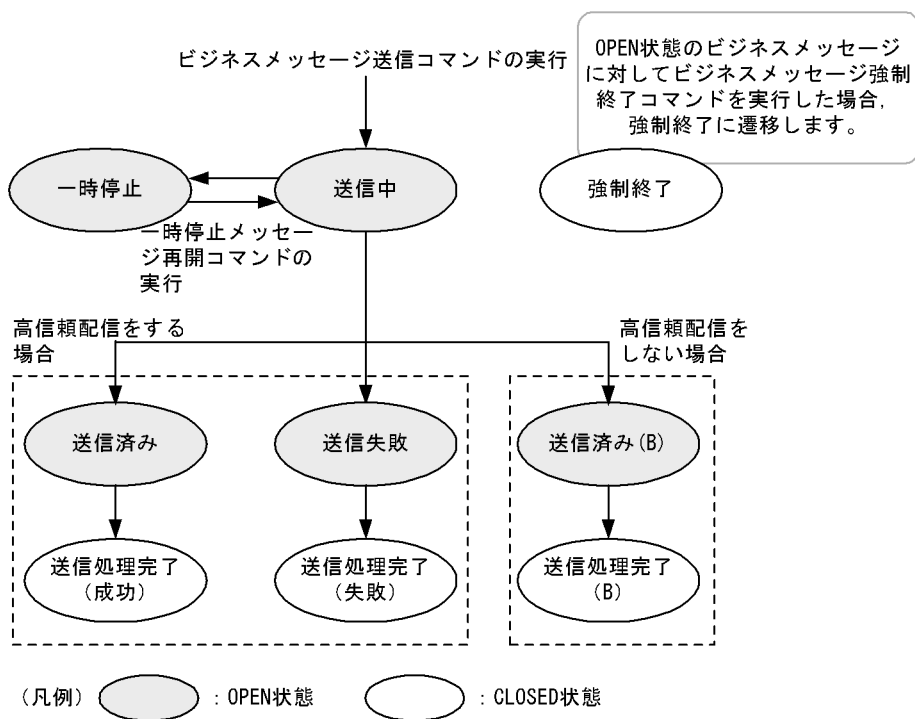 ビジネスメッセージ送信コマンドの実行
OPEN状態のビジネスメッセージ
に対してビジネスメッセージ強制
終了コマンドを実行した場合,
強制終了に遷移します。
一時停止
送信中
強制終了
一時停止メッセー
ジ再開コマンドの
実行
高信頼配信をする
場合
高信頼配信を
しない場合
送信済み
送信失敗
送信済み(B)
送信処理完了
(成功)
送信処理完了
(失敗)
送信処理完了
(B)
(凡例)
:OPEN状態
:CLOSED状態